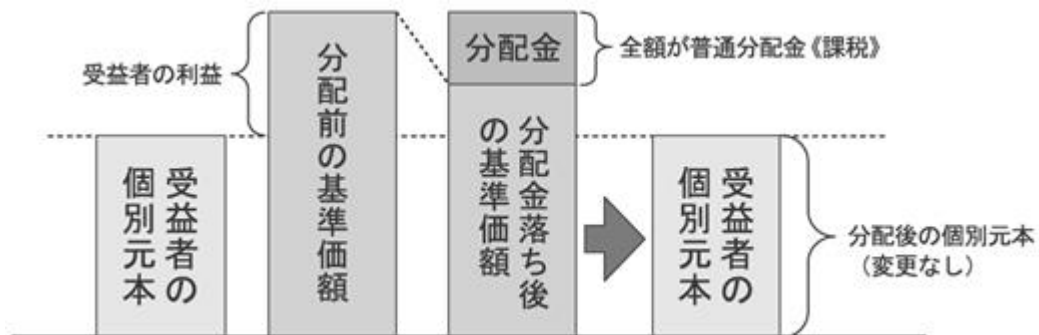 受益者の利益
受益者の
個別元本
分配前の基準価額
分配金
全額が普通分配金《課税》
分配金落ち後
の基準価額
受益者の
個別元本
分配後の個別元本
（変更なし）